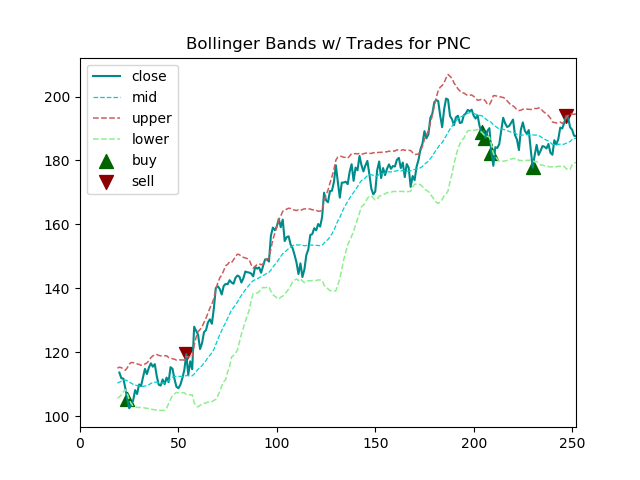 Bollinger Bands w/ Trades for PNC
close
mid
upper
lower
buy
sell
200
180
160
140
120
100
0 50 100 150 200 250